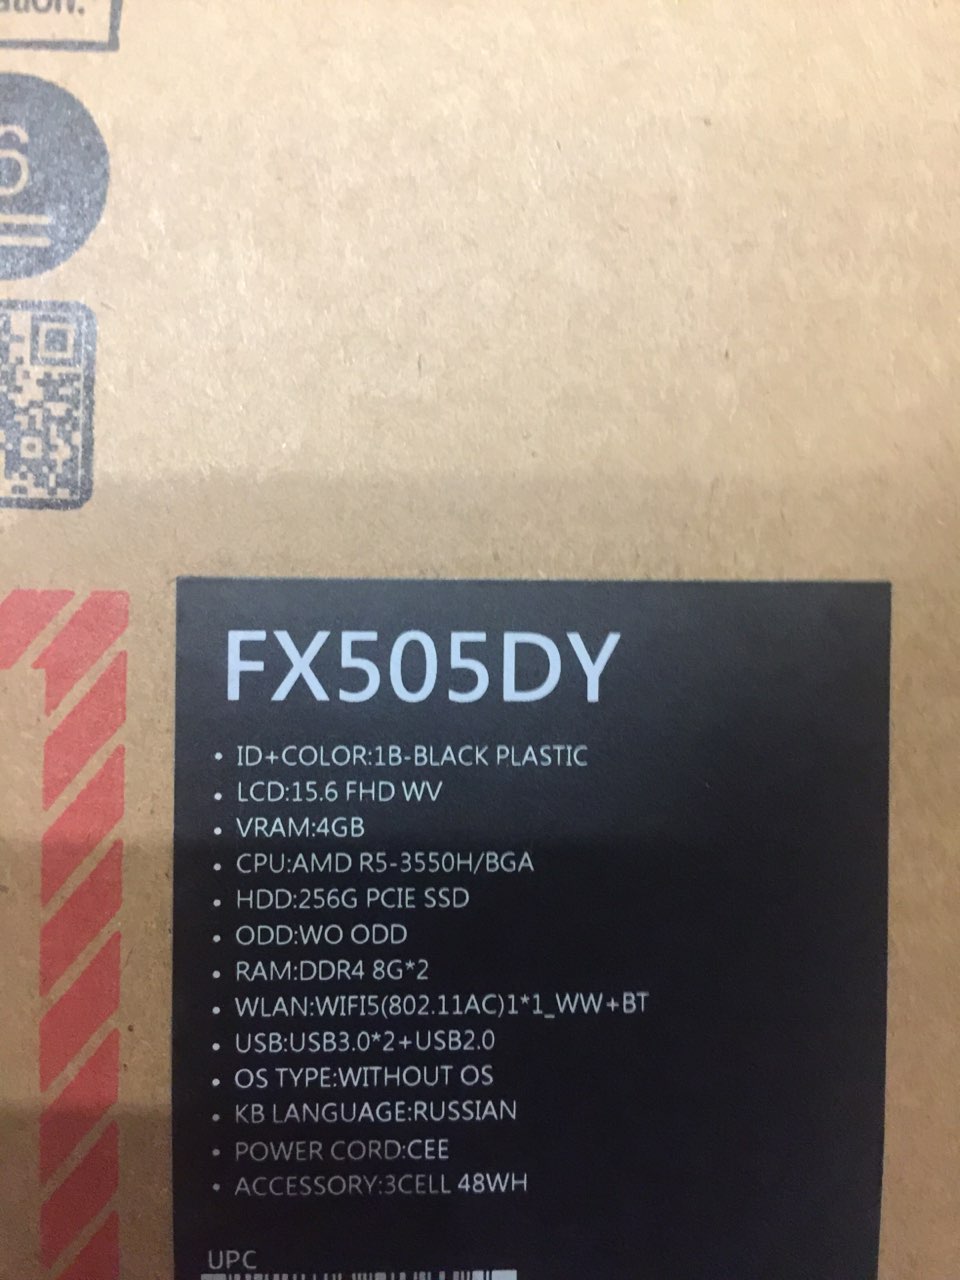 6
FX505DY
• ID+COLOR:1B-BLACK PLASTIC
• LCD:15.6 FHD WV
• VRAM:4GB
• CPU:AMD R5-3550H/BGA
• HDD:256G PCIE SSD
• ODD:WO ODD
• RAM:DDR4 8G*2
• WLAN:WIFI5(802.11AC)1*1_WW+BT
• USB:USB3.0*2+USB2.0
• OS TYPE:WITHOUT OS
• KB LANGUAGE:RUSSIAN
• POWER CORD:CEE
• ACCESSORY:3CELL 48WH
UPC